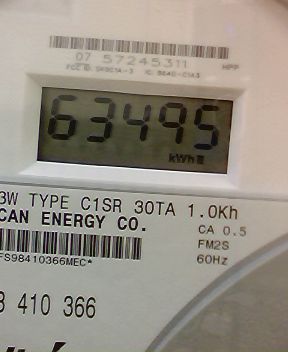 07 57245311
HPP
63495
kWh
3W TYPE C1SR 30TA 1.0Kh
CAN ENERGY CO.
CA 0.5
FM2S
FS98410366MEC*
60Hz
3 410 366